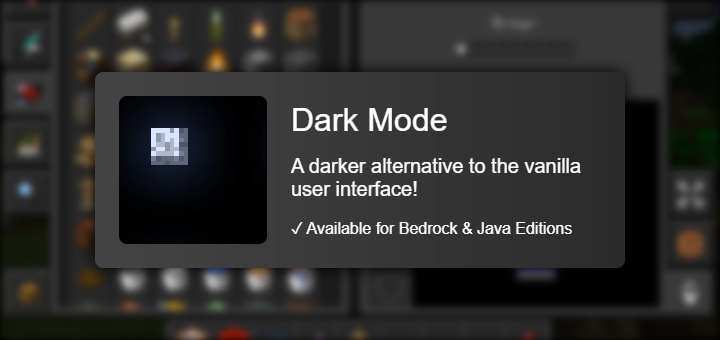 Dark Mode
A darker alternative to the vanilla
user interface!
✓ Available for Bedrock & Java Editions